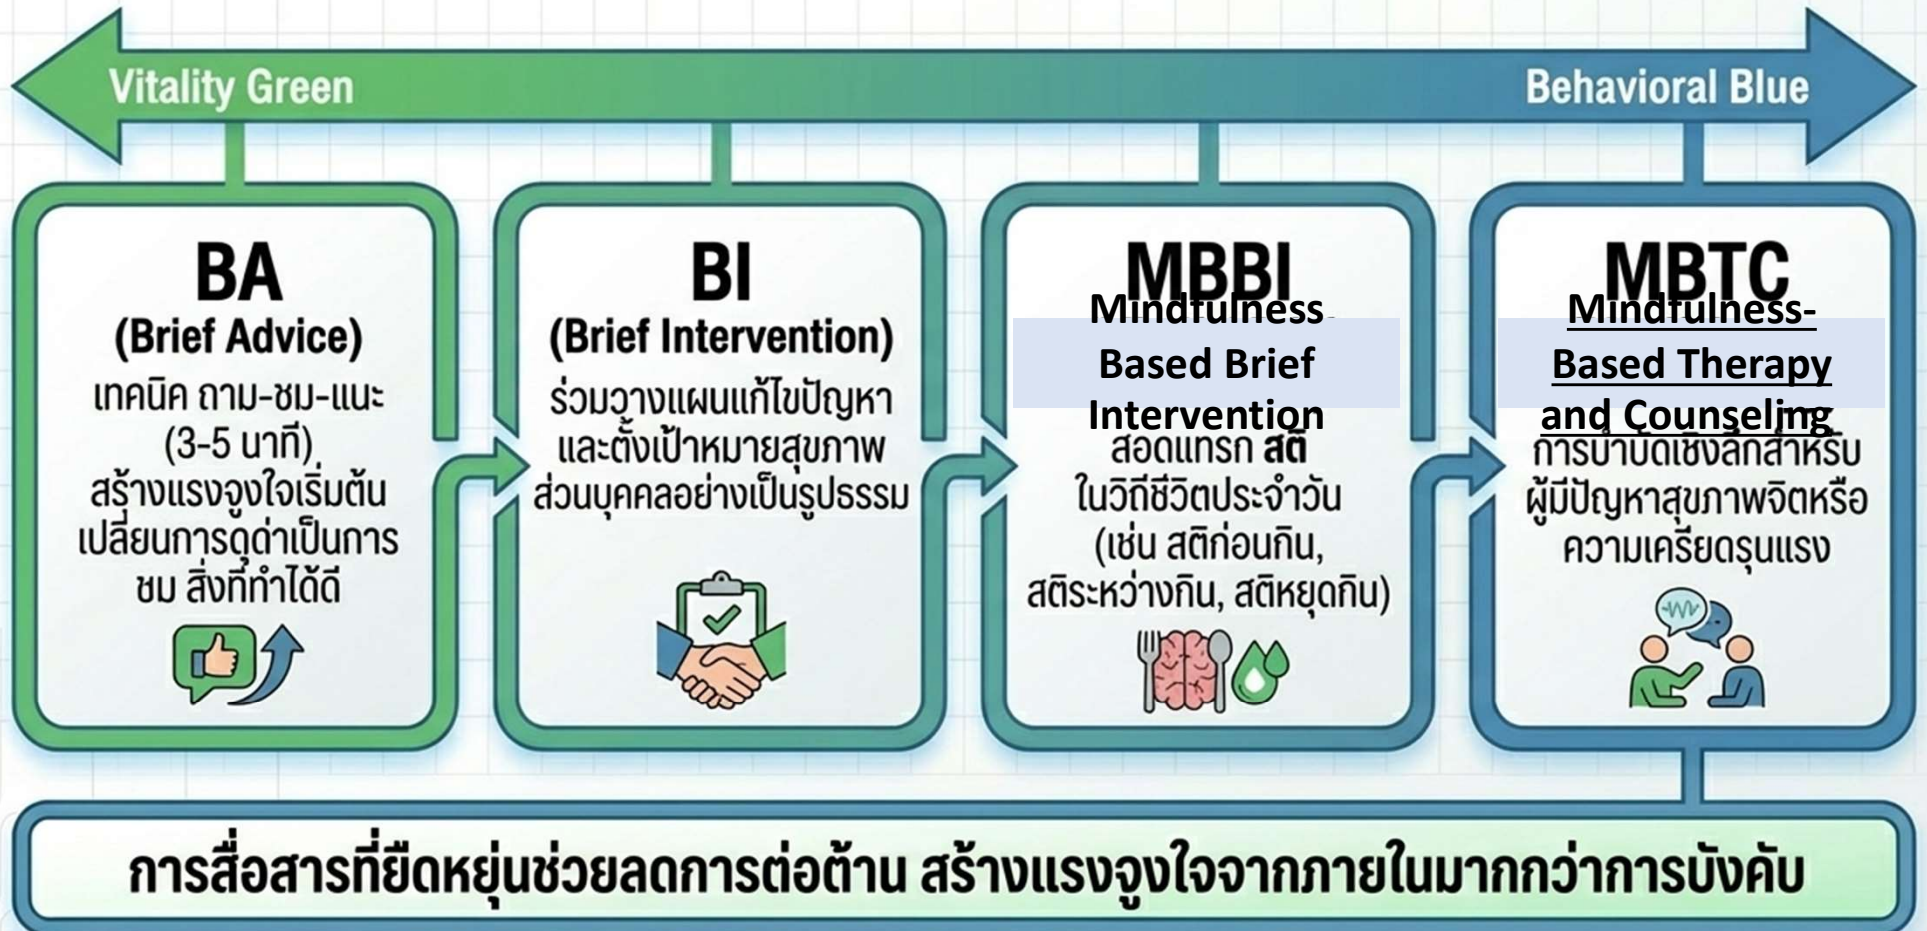 Vitality Green
Behavioral Blue
BA
(Brief Advice)
เทคนิค ถาม-ชม-แนะ
(3-5 นาที)
สร้างแรงจูงใจเริ่มต้น
เปลี่ยนการดุด่าเป็นการ
ชม สิ่งที่ทำได้ดี
BI
(Brief Intervention)
ร่วมวางแผนแก้ไขปัญหา
และตั้งเป้าหมายสุขภาพ
ส่วนบุคคลอย่างเป็นรูปธรรม
MBBI
Mindfulness-
Based Brief
Intervention
สอดแทรก สติ
ในวิถีชีวิตประจำวัน
(เช่น สติก่อนกิน,
สติระหว่างกิน, สติหยุดกิน)
MBTC
Mindfulness-
Based Therapy
and Counseling
การบำบัดเชิงลึกสำหรับ
ผู้มีปัญหาสุขภาพจิตหรือ
ความเครียดรุนแรง
การสื่อสารที่ยืดหยุ่นช่วยลดการต่อต้าน สร้างแรงจูงใจจากภายในมากกว่าการบังคับ